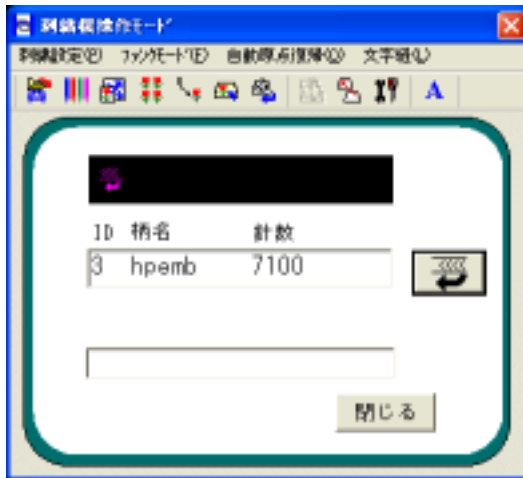 刺繍機操作モード
刺繍設定(P) ファンクモード(E) 自動原点復帰(O) 文字組(L)
A
ID 柄名 針数
3 hpemb 7100
閉じる